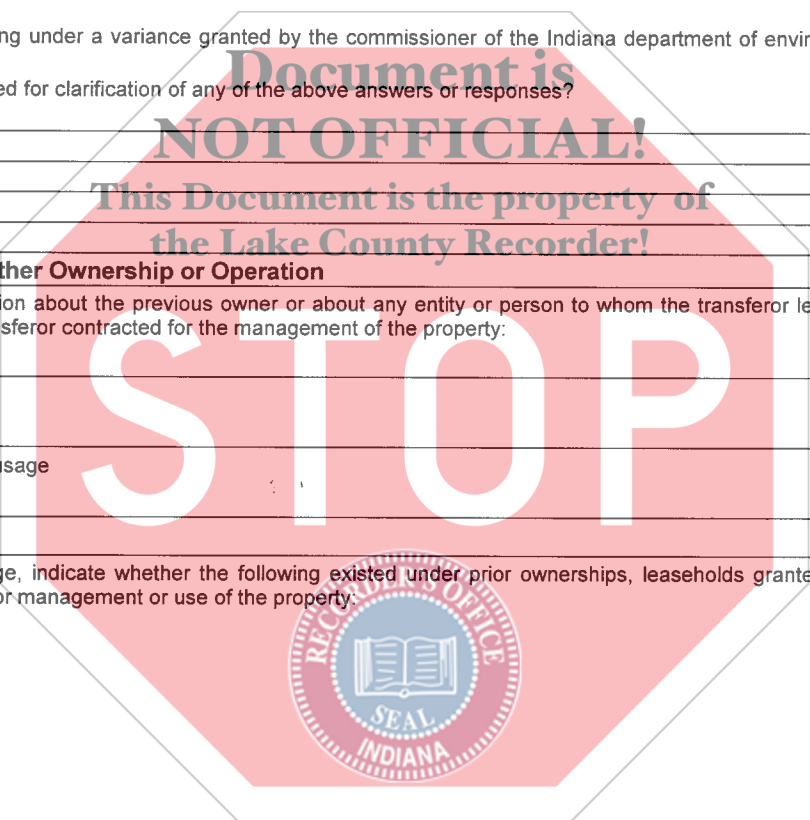 ng under a variance granted by the commissioner of the Indiana department of envir
Document is
ed for clarification of any of the above answers or responses?
NOT OFFICIAL!
This Document is the property of
the Lake County Recorder!
ther Ownership or Operation
ion about the previous owner or about any entity or person to whom the transferor le
sferor contracted for the management of the property:
STOP
usage
ge, indicate whether the following existed under prior ownerships, leaseholds grante
or management or use of the property:
RECORDER'S OFFICE
SEAL
INDIANA